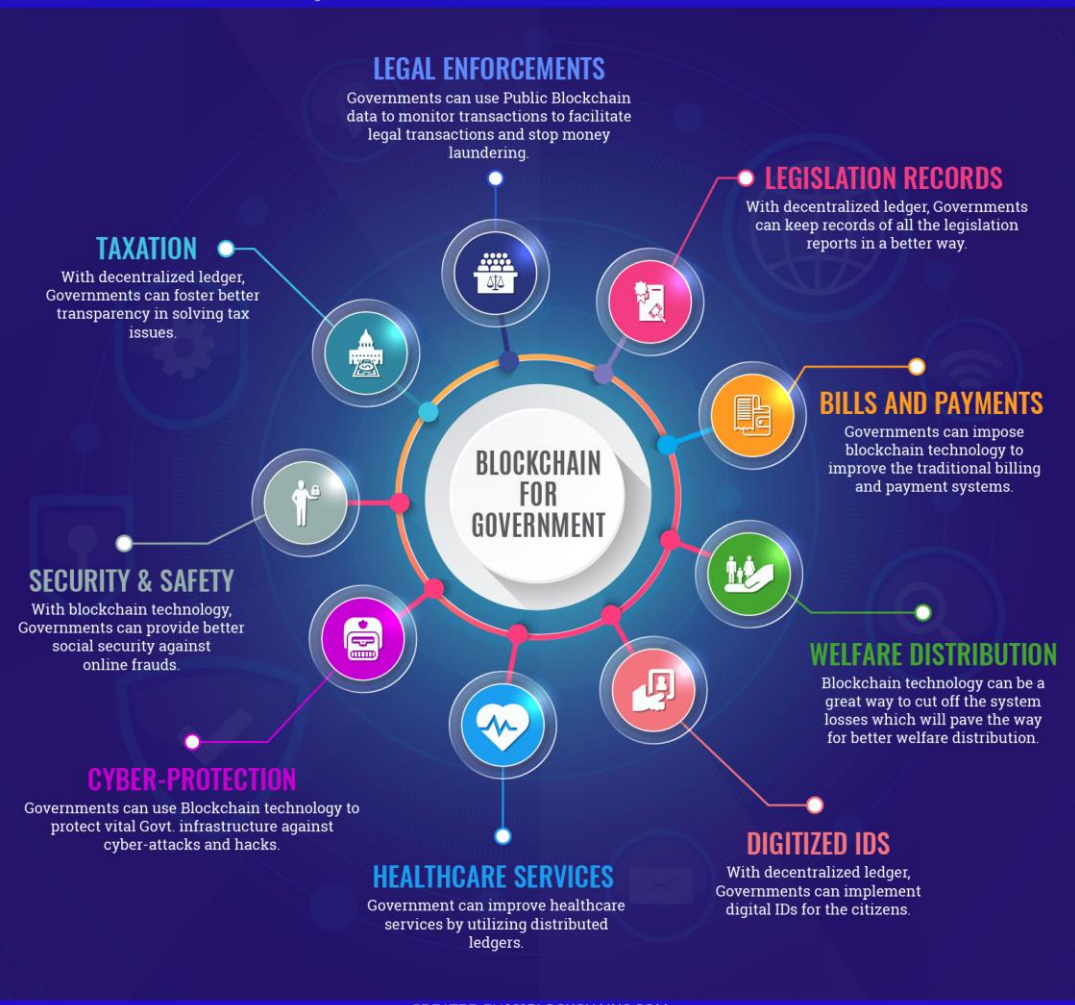 LEGAL ENFORCEMENTS
Governments can use Public Blockchain
data to monitor transactions to facilitate
legal transactions and stop money
laundering.
LEGISLATION RECORDS
With decentralized ledger, Governments
can keep records of all the legislation
reports in a better way.
TAXATION
With decentralized ledger,
Governments can foster better
transparency in solving tax
issues.
BILLS AND PAYMENTS
Governments can impose
blockchain technology to
improve the traditional billing
and payment systems.
BLOCKCHAIN
FOR
GOVERNMENT
SECURITY & SAFETY
With blockchain technology,
Governments can provide better
social security against
online frauds.
WELFARE DISTRIBUTION
Blockchain technology can be a
great way to cut off the system
losses which will pave the way
for better welfare distribution.
CYBER-PROTECTION
Governments can use Blockchain technology to
protect vital Govt. infrastructure against
cyber-attacks and hacks.
DIGITIZED IDS
With decentralized ledger,
Governments can implement
digital IDs for the citizens.
HEALTHCARE SERVICES
Government can improve healthcare
services by utilizing distributed
ledgers.